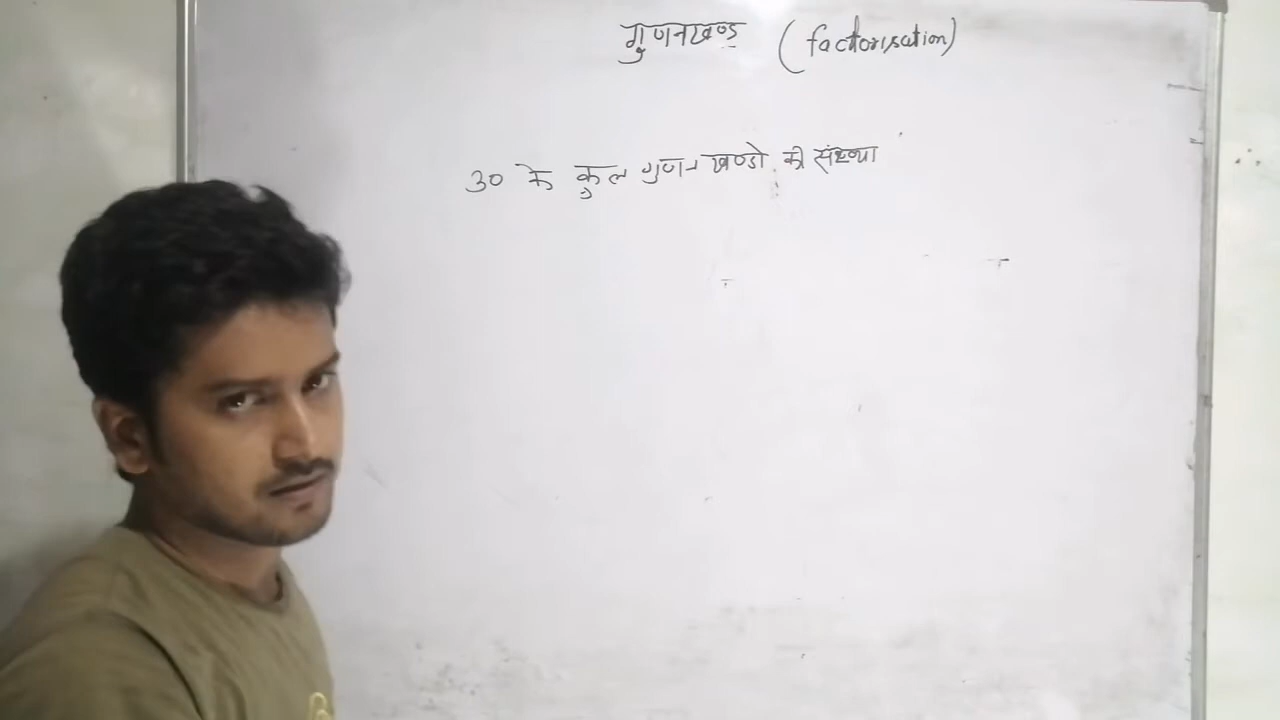 गुणनखण्ड (factorisation)
30 के कुल गुणनखण्डो की संख्या